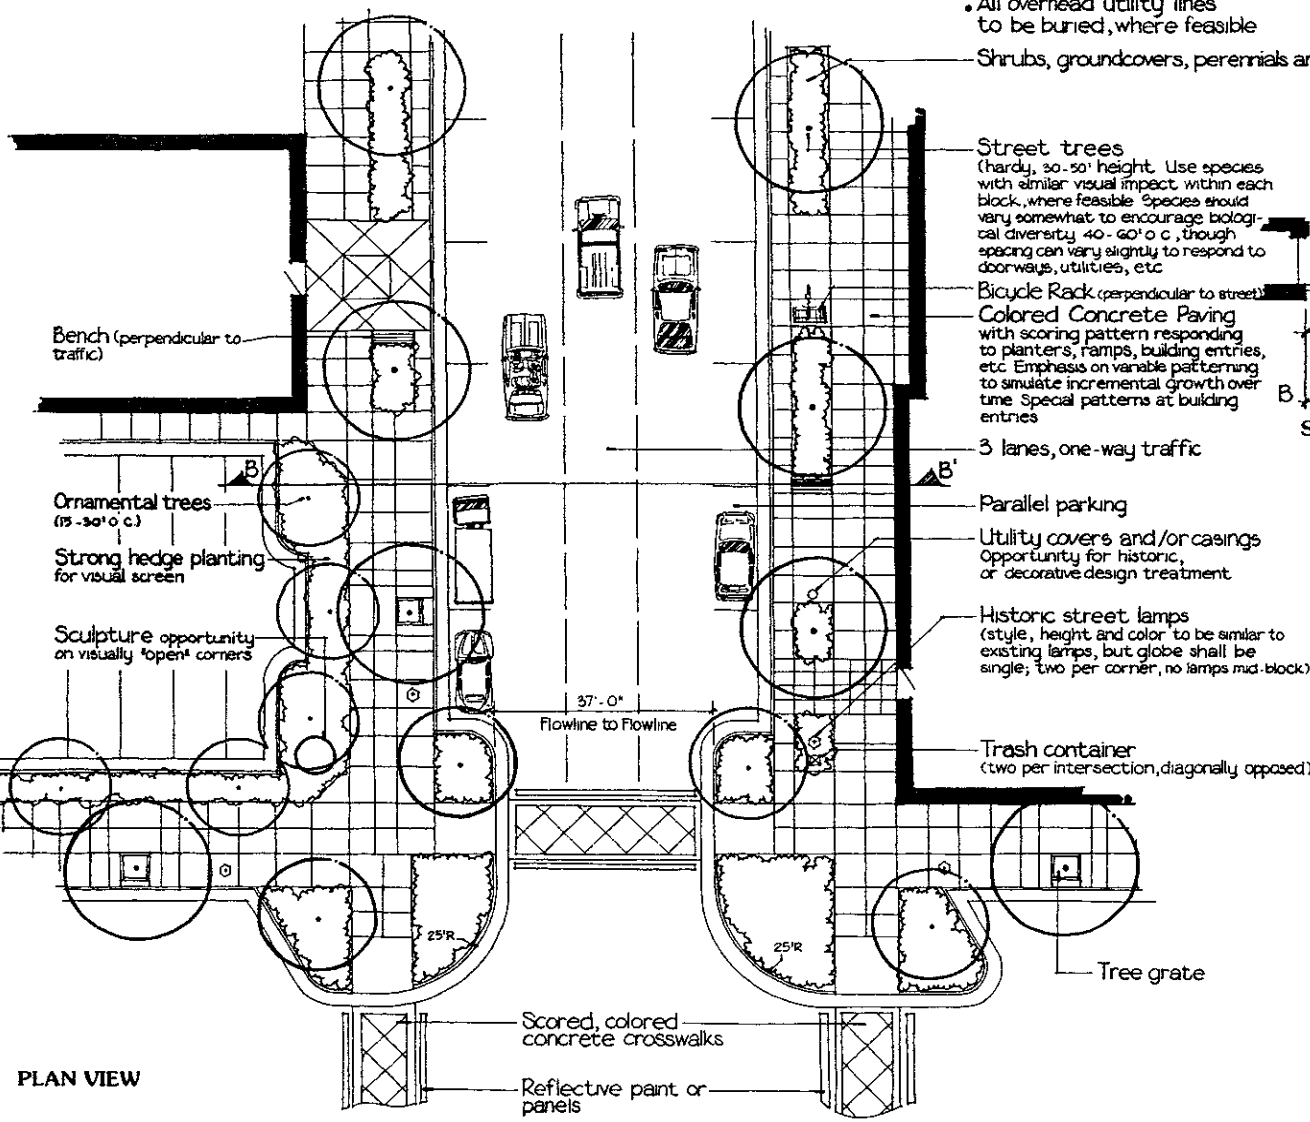 • All overhead utility lines
to be buried, where feasible
Shrubs, groundcovers, perennials
Street trees
(hardy, 30-50' height. Use species
with similar visual impact within each
block, where feasible Species should
vary somewhat to encourage biologi-
cal diversity 40-60' o c, though
spacing can vary slightly to respond to
doorways, utilities, etc
Bicycle Rack (perpendicular to street)
Colored Concrete Paving
with scoring pattern responding
to planters, ramps, building entries,
etc Emphasis on variable patterning
to simulate incremental growth over
time Special patterns at building
entries
B
S
3 lanes, one-way traffic
B'
Parallel parking
Utility covers and/or casings
Opportunity for historic,
or decorative design treatment
Historic street lamps
(style, height and color to be similar to
existing lamps, but globe shall be
single; two per corner, no lamps mid-block)
Trash container
(two per intersection, diagonally opposed)
Tree grate
Bench (perpendicular to
traffic)
B
Ornamental trees
(15-30' o c.)
Strong hedge planting
for visual screen
Sculpture opportunity
on visually "open" corners
37'-0"
Flowline to Flowline
25'R
25'R
Scored, colored
concrete crosswalks
Reflective paint or
panels
PLAN VIEW